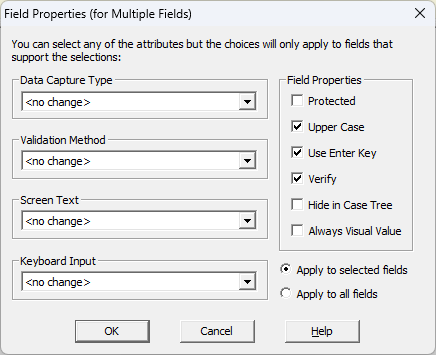 Field Properties (for Multiple Fields)
You can select any of the attributes but the choices will only apply to fields that
support the selections:
Data Capture Type
<no change>
Validation Method
<no change>
Screen Text
<no change>
Keyboard Input
<no change>
Field Properties
Protected
Upper Case
Use Enter Key
Verify
Hide in Case Tree
Always Visual Value
Apply to selected fields
Apply to all fields
OK
Cancel
Help